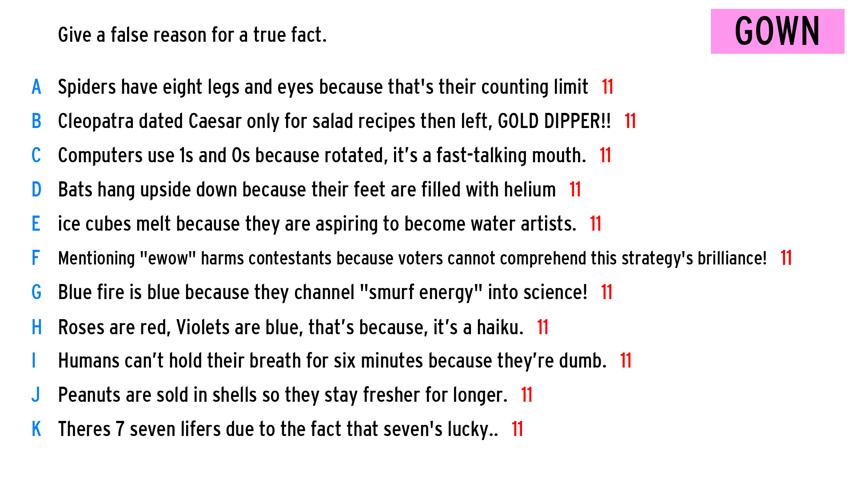 Give a false reason for a true fact.
GOWN
A Spiders have eight legs and eyes because that's their counting limit 11
B Cleopatra dated Caesar only for salad recipes then left, GOLD DIPPER!! 11
C Computers use 1s and 0s because rotated, it’s a fast-talking mouth. 11
D Bats hang upside down because their feet are filled with helium 11
E ice cubes melt because they are aspiring to become water artists. 11
F Mentioning "ewow" harms contestants because voters cannot comprehend this strategy's brilliance! 11
G Blue fire is blue because they channel "smurf energy" into science! 11
H Roses are red, Violets are blue, that’s because, it’s a haiku. 11
I Humans can’t hold their breath for six minutes because they’re dumb. 11
J Peanuts are sold in shells so they stay fresher for longer. 11
K Theres 7 seven lifers due to the fact that seven's lucky.. 11